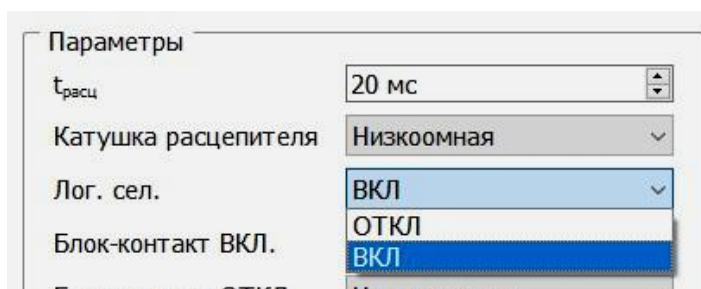 Параметры
tрасц 20 мс
Катушка расцепителя Низкоомная
Лог. сел. ВКЛ
ОТКЛ
Блок-контакт ВКЛ.
ВКЛ